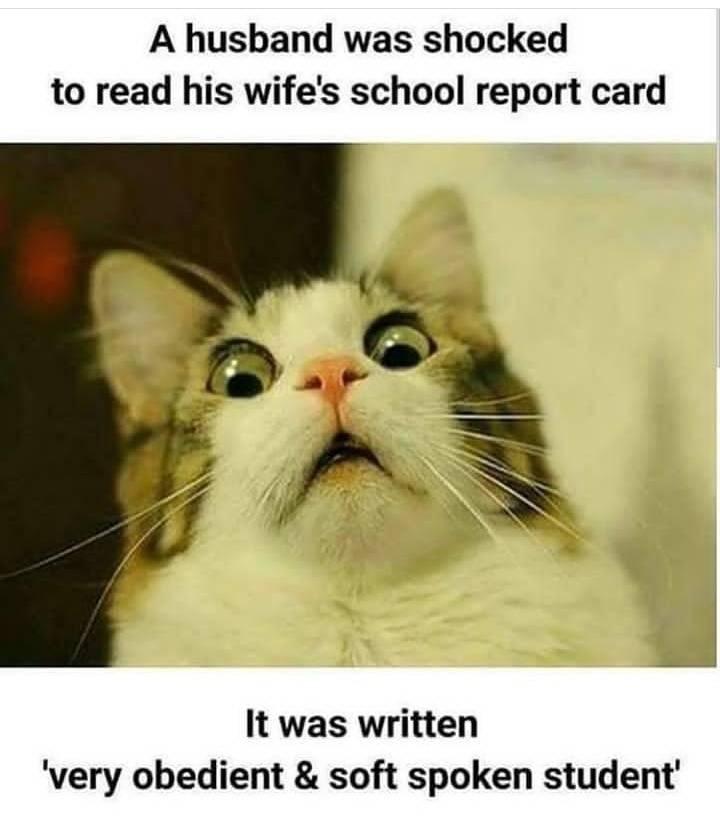 A husband was shocked
to read his wife's school report card
It was written
'very obedient & soft spoken student'